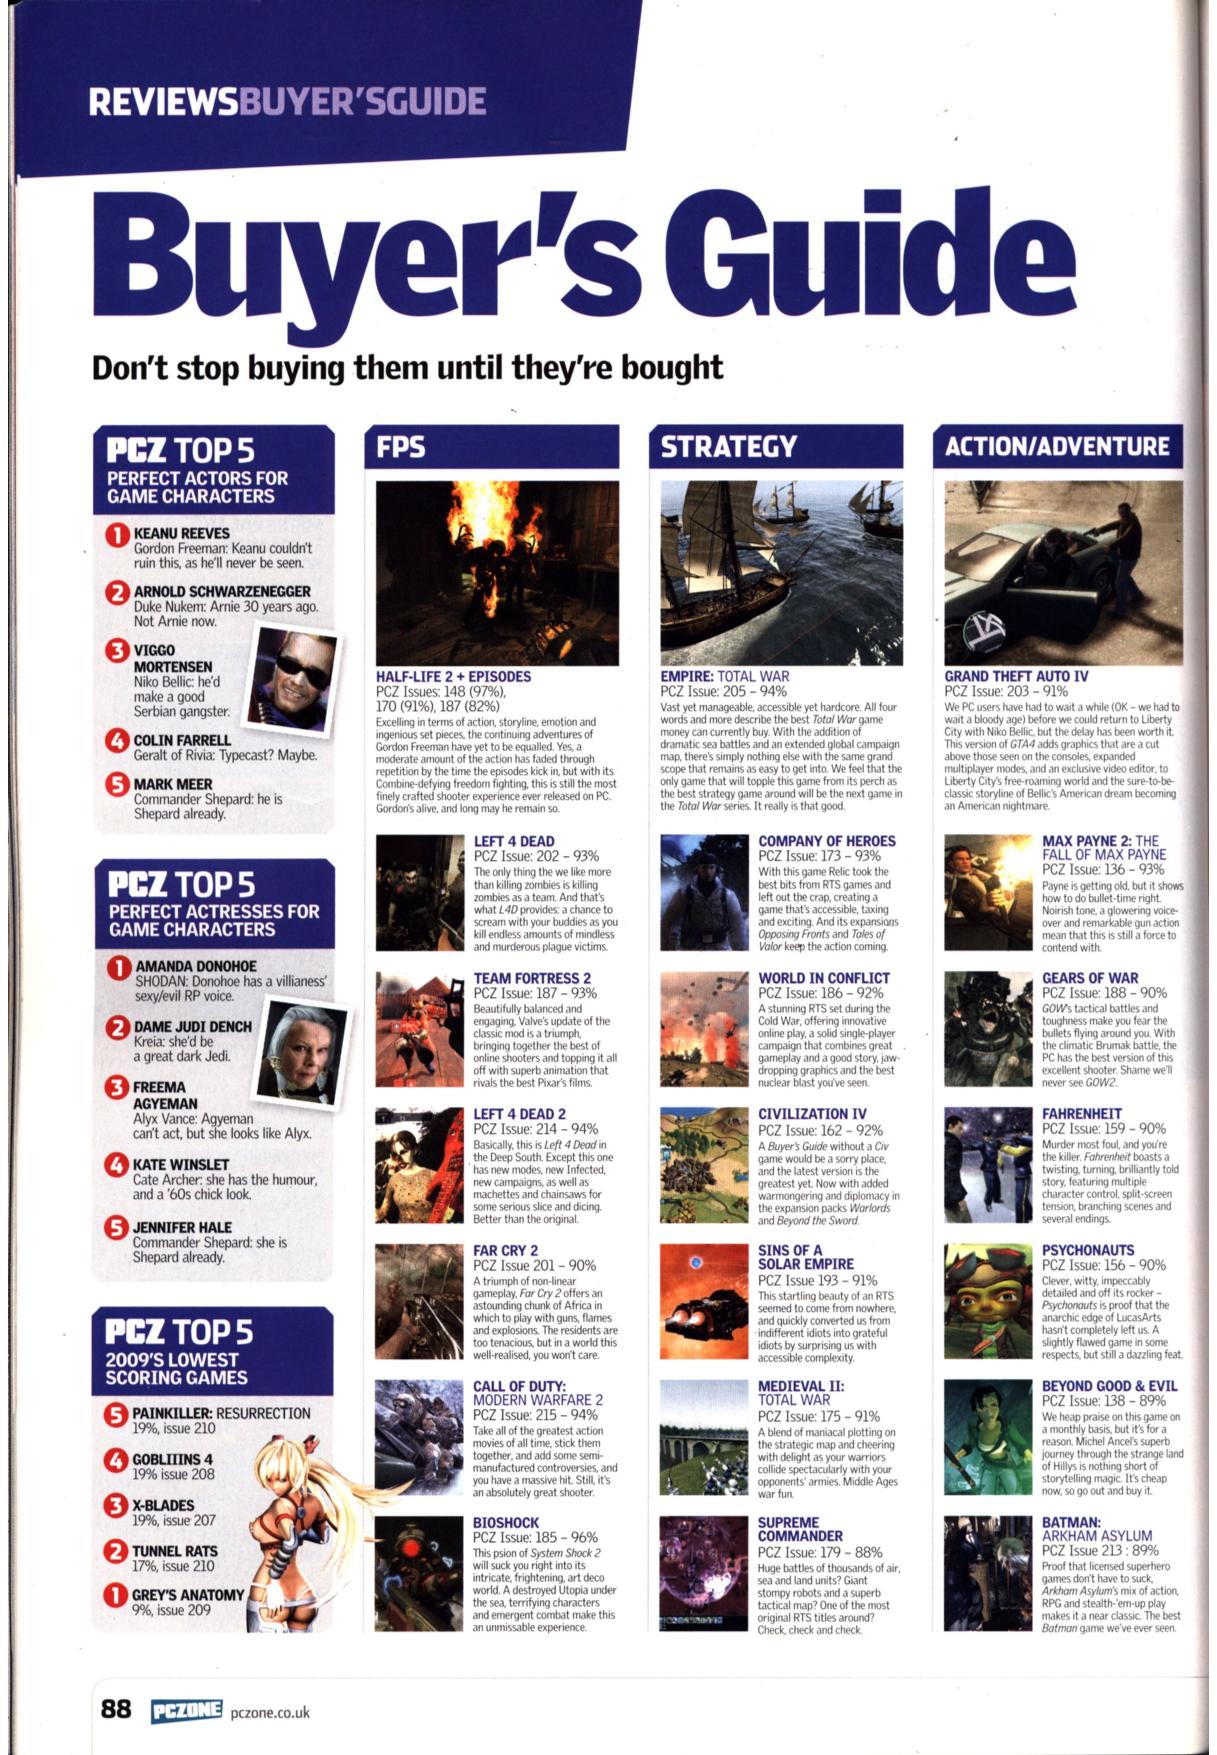 REVIEWSBUYER'SGUIDE
Buyer's Guide
Don't stop buying them until they're bought
PCZ TOP 5
PERFECT ACTORS FOR
GAME CHARACTERS
1 KEANU REEVES
Gordon Freeman: Keanu couldn't
ruin this, as he'll never be seen.
2 ARNOLD SCHWARZENEGGER
Duke Nukem: Arnie 30 years ago.
Not Arnie now.
3 VIGGO
MORTENSEN
Niko Bellic: he'd
make a good
Serbian gangster.
4 COLIN FARRELL
Geralt of Rivia: Typecast? Maybe.
5 MARK MEER
Commander Shepard: he is
Shepard already.
PCZ TOP 5
PERFECT ACTRESSES FOR
GAME CHARACTERS
1 AMANDA DONOHOE
SHODAN: Donohoe has a villianess'
sexy/evil RP voice.
2 DAME JUDI DENCH
Kreia: she'd be
a great dark Jedi.
3 FREEMA
AGYEMAN
Alyx Vance: Agyeman
can't act, but she looks like Alyx.
4 KATE WINSLET
Cate Archer: she has the humour,
and a '60s chick look.
5 JENNIFER HALE
Commander Shepard: she is
Shepard already.
PCZ TOP 5
2009'S LOWEST
SCORING GAMES
5 PAINKILLER: RESURRECTION
19%, issue 210
4 GOBLIIINS 4
19% issue 208
3 X-BLADES
19%, issue 207
2 TUNNEL RATS
17%, issue 210
1 GREY'S ANATOMY
9%, issue 209
FPS
HALF-LIFE 2 + EPISODES
PCZ Issues: 148 (97%),
170 (91%), 187 (82%)
Excelling in terms of action, storyline, emotion and
ingenious set pieces, the continuing adventures of
Gordon Freeman have yet to be equalled. Yes, a
moderate amount of the action has faded through
repetition by the time the episodes kick in, but with its
Combine-defying freedom fighting, this is still the most
finely crafted shooter experience ever released on PC.
Gordon's alive, and long may he remain so.
LEFT 4 DEAD
PCZ Issue: 202 – 93%
The only thing the we like more
than killing zombies is killing
zombies as a team. And that's
what L4D provides: a chance to
scream with your buddies as you
kill endless amounts of mindless
and murderous plague victims.
TEAM FORTRESS 2
PCZ Issue: 187 – 93%
Beautifully balanced and
engaging, Valve's update of the
classic mod is a triumph,
bringing together the best of
online shooters and topping it all
off with superb animation that
rivals the best Pixar's films.
LEFT 4 DEAD 2
PCZ Issue: 214 – 94%
Basically, this is Left 4 Dead in
the Deep South. Except this one
has new modes, new Infected,
new campaigns, as well as
machettes and chainsaws for
some serious slice and dicing.
Better than the original.
FAR CRY 2
PCZ Issue 201 – 90%
A triumph of non-linear
gameplay, Far Cry 2 offers an
astounding chunk of Africa in
which to play with guns, flames
and explosions. The residents are
too tenacious, but in a world this
well-realised, you won't care.
CALL OF DUTY:
MODERN WARFARE 2
PCZ Issue: 215 – 94%
Take all of the greatest action
movies of all time, stick them
together, and add some semi-
manufactured controversies, and
you have a massive hit. Still, it's
an absolutely great shooter.
BIOSHOCK
PCZ Issue: 185 – 96%
This psion of System Shock 2
will suck you right into its
intricate, frightening, art deco
world. A destroyed Utopia under
the sea, terrifying characters
and emergent combat make this
an unmissable experience.
STRATEGY
EMPIRE: TOTAL WAR
PCZ Issue: 205 – 94%
Vast yet manageable, accessible yet hardcore. All four
words and more describe the best Total War game
money can currently buy. With the addition of
dramatic sea battles and an extended global campaign
map, there's simply nothing else with the same grand
scope that remains as easy to get into. We feel that the
only game that will topple this game from its perch as
the best strategy game around will be the next game in
the Total War series. It really is that good.
COMPANY OF HEROES
PCZ Issue: 173 – 93%
With this game Relic took the
best bits from RTS games and
left out the crap, creating a
game that's accessible, taxing
and exciting. And its expansions
Opposing Fronts and Tales of
Valor keep the action coming.
WORLD IN CONFLICT
PCZ Issue: 186 – 92%
A stunning RTS set during the
Cold War, offering innovative
online play, a solid single-player
campaign that combines great
gameplay and a good story, jaw-
dropping graphics and the best
nuclear blast you've seen.
CIVILIZATION IV
PCZ Issue: 162 – 92%
A Buyer's Guide without a Civ
game would be a sorry place,
and the latest version is the
greatest yet. Now with added
warmongering and diplomacy in
the expansion packs Warlords
and Beyond the Sword.
SINS OF A
SOLAR EMPIRE
PCZ Issue 193 – 91%
This startling beauty of an RTS
seemed to come from nowhere,
and quickly converted us from
indifferent idiots into grateful
idiots by surprising us with
accessible complexity.
MEDIEVAL II:
TOTAL WAR
PCZ Issue: 175 – 91%
A blend of maniacal plotting on
the strategic map and cheering
with delight as your warriors
collide spectacularly with your
opponents' armies. Middle Ages
war fun.
SUPREME
COMMANDER
PCZ Issue: 179 – 88%
Huge battles of thousands of air,
sea and land units? Giant
stompy robots and a superb
tactical map? One of the most
original RTS titles around?
Check, check and check.
ACTION/ADVENTURE
GRAND THEFT AUTO IV
PCZ Issue: 203 – 91%
We PC users have had to wait a while (OK – we had to
wait a bloody age) before we could return to Liberty
City with Niko Bellic, but the delay has been worth it.
This version of GTA4 adds graphics that are a cut
above those seen on the consoles, expanded
multiplayer modes, and an exclusive video editor, to
Liberty City's free-roaming world and the sure-to-be-
classic storyline of Bellic's American dream becoming
an American nightmare.
MAX PAYNE 2: THE
FALL OF MAX PAYNE
PCZ Issue: 136 – 93%
Payne is getting old, but it shows
how to do bullet-time right.
Noirish tone, a glowering voice-
over and remarkable gun action
mean that this is still a force to
contend with.
GEARS OF WAR
PCZ Issue: 188 – 90%
GOW's tactical battles and
toughness make you fear the
bullets flying around you. With
the climatic Brumak battle, the
PC has the best version of this
excellent shooter. Shame we'll
never see GOW2.
FAHRENHEIT
PCZ Issue: 159 – 90%
Murder most foul, and you're
the killer. Fahrenheit boasts a
twisting, turning, brilliantly told
story, featuring multiple
character control, split-screen
tension, branching scenes and
several endings.
PSYCHONAUTS
PCZ Issue: 156 – 90%
Clever, witty, impeccably
detailed and off its rocker –
Psychonauts is proof that the
anarchic edge of LucasArts
hasn't completely left us. A
slightly flawed game in some
respects, but still a dazzling feat.
BEYOND GOOD & EVIL
PCZ Issue: 138 – 89%
We heap praise on this game on
a monthly basis, but it's for a
reason. Michel Ancel's superb
journey through the strange land
of Hillys is nothing short of
storytelling magic. It's cheap
now, so go out and buy it.
BATMAN:
ARKHAM ASYLUM
PCZ Issue 213 : 89%
Proof that licensed superhero
games don't have to suck,
Arkham Asylum's mix of action,
RPG and stealth-'em-up play
makes it a near classic. The best
Batman game we've ever seen.
88 PCZONE pczone.co.uk